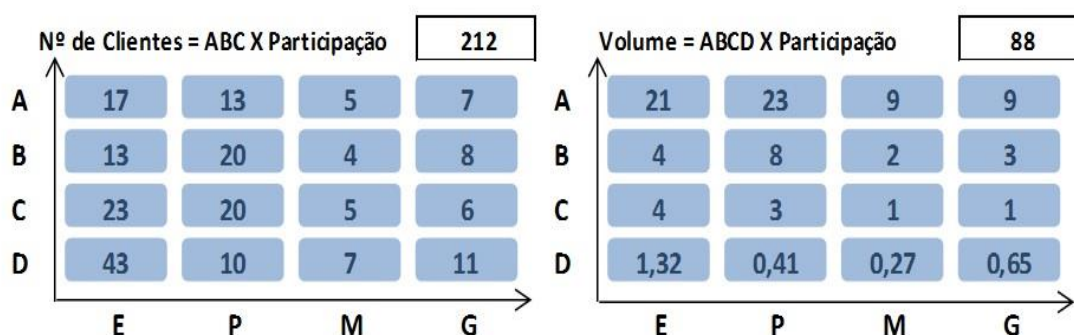 Nº de Clientes = ABC X Participação 212
A 17 13 5 7
B 13 20 4 8
C 23 20 5 6
D 43 10 7 11
E P M G
Volume = ABCD X Participação 88
A 21 23 9 9
B 4 8 2 3
C 4 3 1 1
D 1,32 0,41 0,27 0,65
E P M G